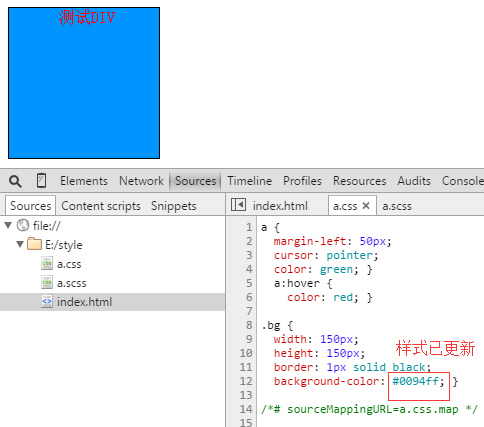 测试DIV
Elements Network Sources Timeline Profiles Resources Audits Console
Sources Content scripts Snippets
index.html a.css × a.scss
file://
E:/style
a.css
a.scss
index.html
1 a {
2 margin-left: 50px;
3 cursor: pointer;
4 color: green; }
5 a:hover {
6 color: red; }
7
8 .bg {
9 width: 150px;
10 height: 150px;
样式已更新
11 border: 1px solid black;
12 background-color: #0094ff; }
13
14 /*# sourceMappingURL=a.css.map */
15